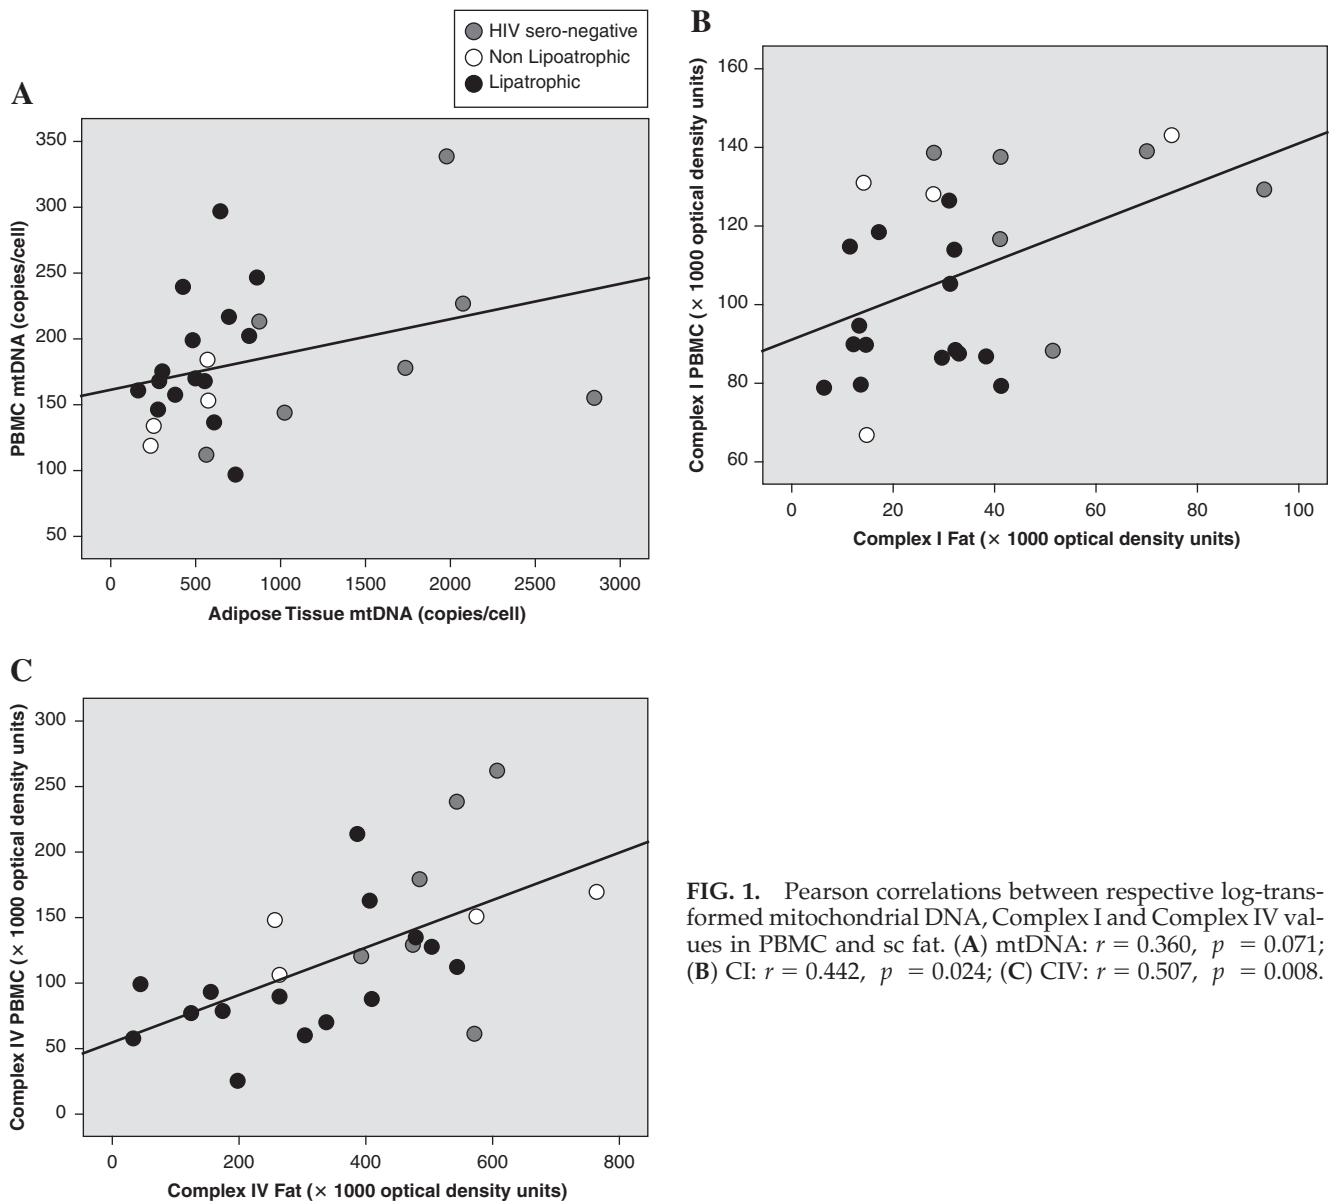 HIV sero-negative
Non Lipoatrophic
Lipatrophic
A
350
300
250
200
150
100
50
PBMC mtDNA (copies/cell)
0 500 1000 1500 2000 2500 3000
Adipose Tissue mtDNA (copies/cell)
B
160
140
120
100
80
60
Complex I PBMC (× 1000 optical density units)
0 20 40 60 80 100
Complex I Fat (× 1000 optical density units)
C
300
250
200
150
100
50
0
Complex IV PBMC (× 1000 optical density units)
0 200 400 600 800
Complex IV Fat (× 1000 optical density units)
FIG. 1. Pearson correlations between respective log-trans-
formed mitochondrial DNA, Complex I and Complex IV val-
ues in PBMC and sc fat. (A) mtDNA: r = 0.360, p = 0.071;
(B) CI: r = 0.442, p = 0.024; (C) CIV: r = 0.507, p = 0.008.